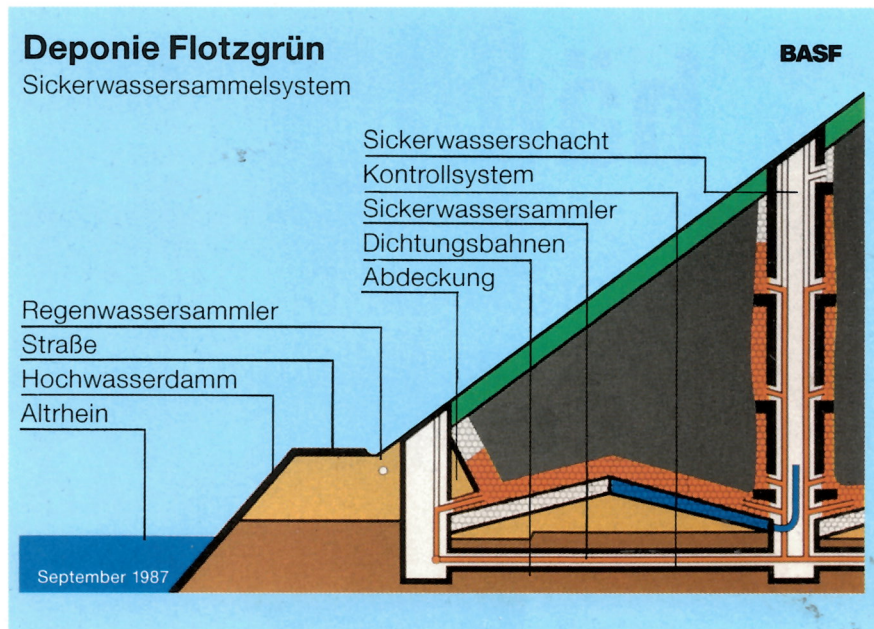 Deponie Flotzgrün
BASF
Sickerwassersammelsystem
Sickerwasserschacht
Kontrollsystem
Sickerwassersammler
Dichtungsbahnen
Abdeckung
Regenwassersammler
Straße
Hochwasserdamm
Altrhein
September 1987